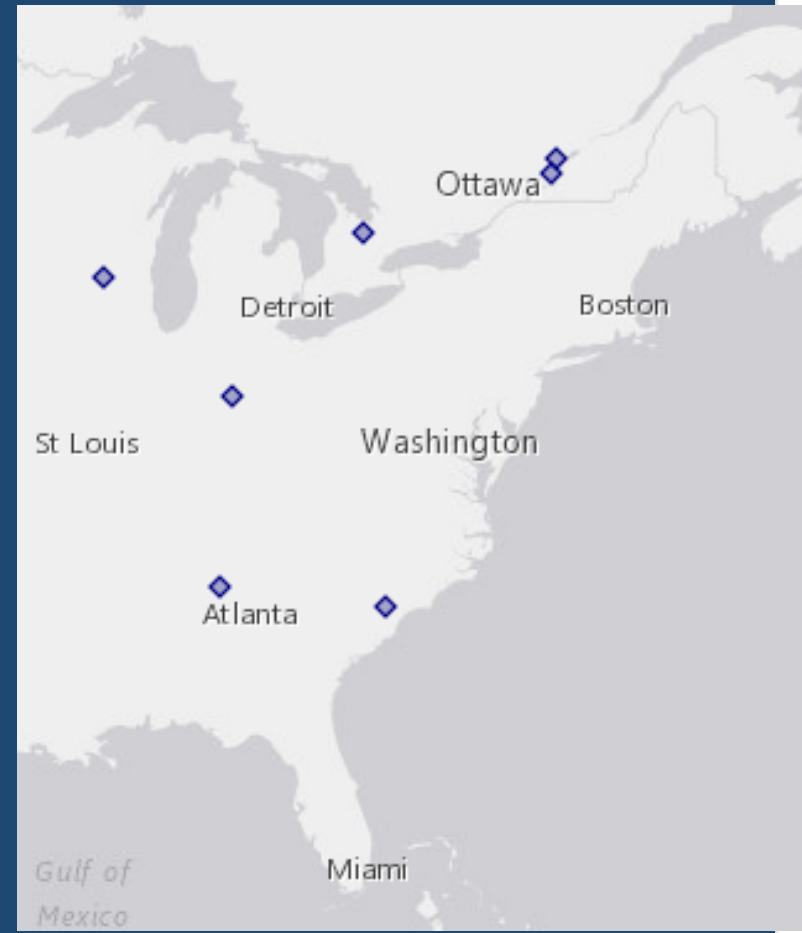 Ottawa
Detroit
Boston
St Louis
Washington
Atlanta
Miami
Gulf of
Mexico